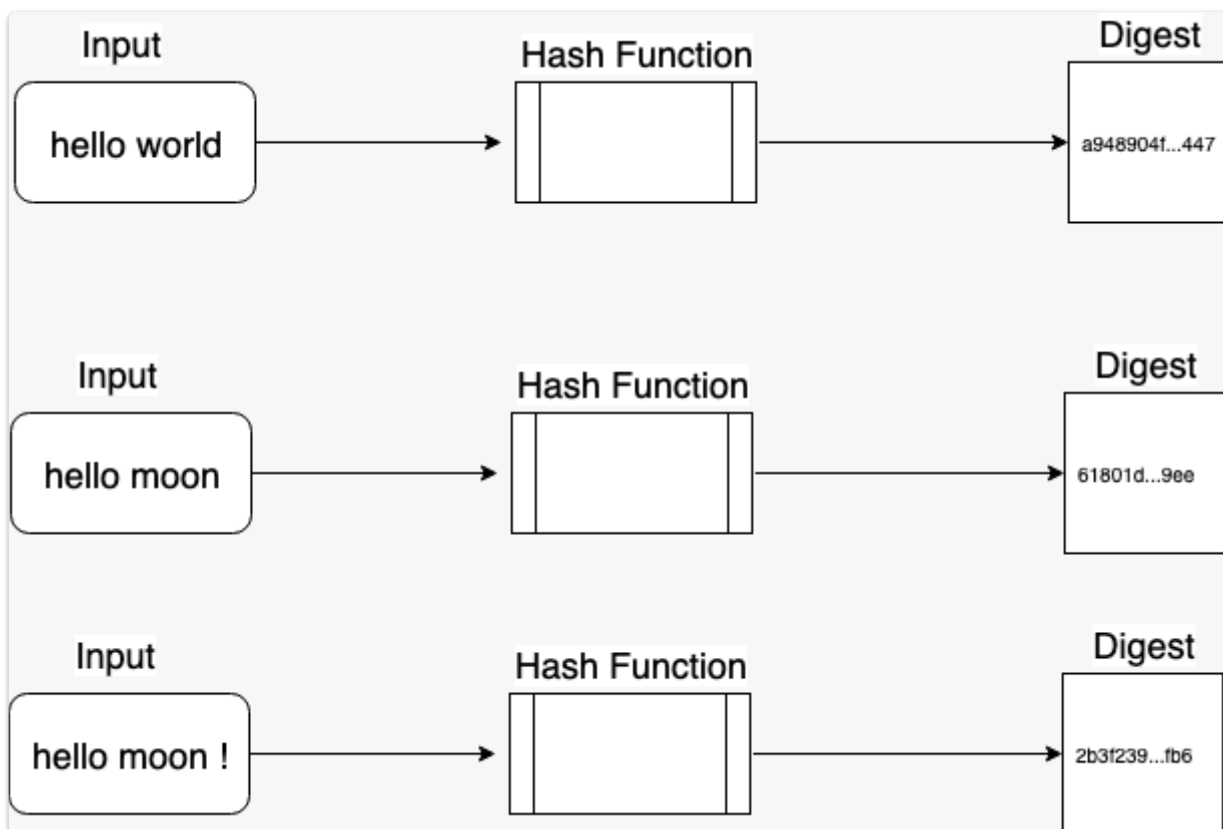 Input
Hash Function
Digest
hello world
a948904f...447
Input
Hash Function
Digest
hello moon
61801d...9ee
Input
Hash Function
Digest
hello moon !
2b3f239...fb6